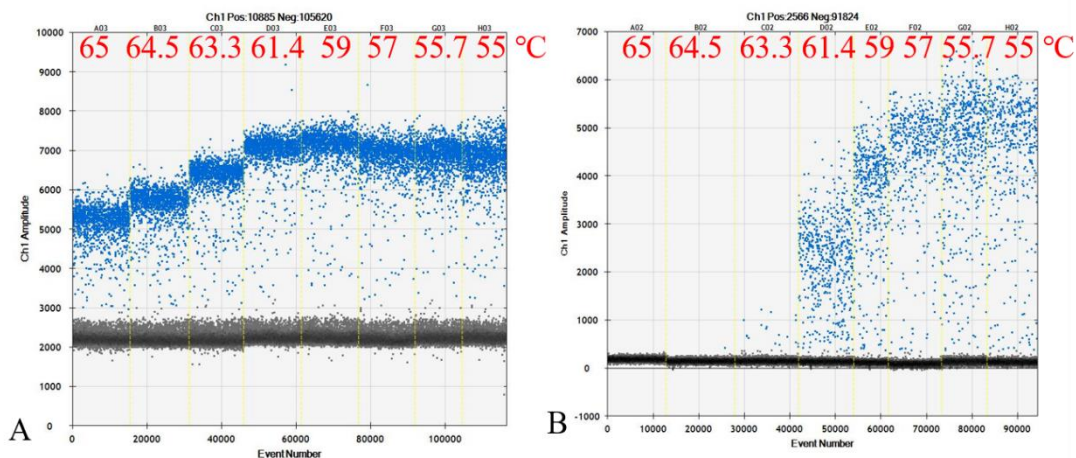 Ch1 Pos:10885 Neg:105620
A03 B03 C03 D03 E03 F03 G03 H03
65 64.5 63.3 61.4 59 57 55.7 55 °C
10000
9000
8000
7000
6000
5000
4000
3000
2000
1000
0
Ch1 Amplitude
0 20000 40000 60000 80000 100000
Event Number
A
Ch1 Pos:2566 Neg:91824
A02 B02 C02 D02 E02 F02 G02 H02
65 64.5 63.3 61.4 59 57 55.7 55 °C
7000
6000
5000
4000
3000
2000
1000
0
-1000
Ch1 Amplitude
0 10000 20000 30000 40000 50000 60000 70000 80000 90000
Event Number
B